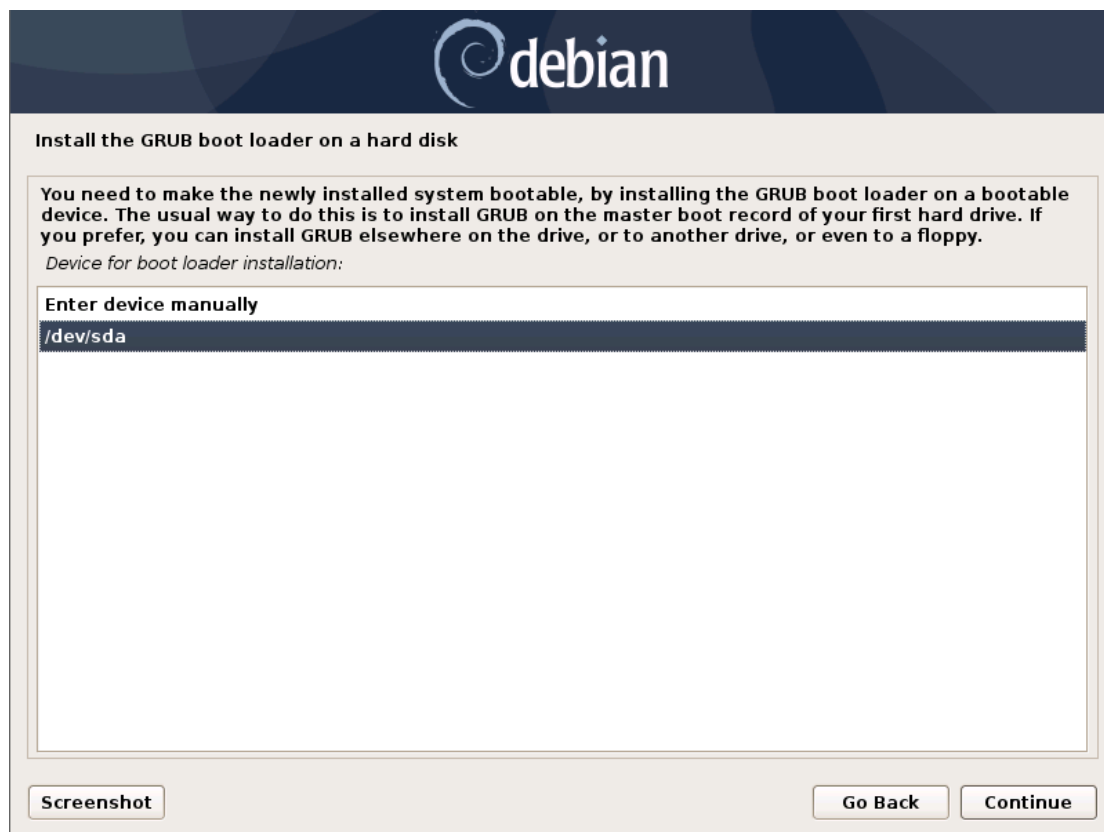 debian
Install the GRUB boot loader on a hard disk
You need to make the newly installed system bootable, by installing the GRUB boot loader on a bootable
device. The usual way to do this is to install GRUB on the master boot record of your first hard drive. If
you prefer, you can install GRUB elsewhere on the drive, or to another drive, or even to a floppy.
Device for boot loader installation:
Enter device manually
/dev/sda
Screenshot
Go Back
Continue